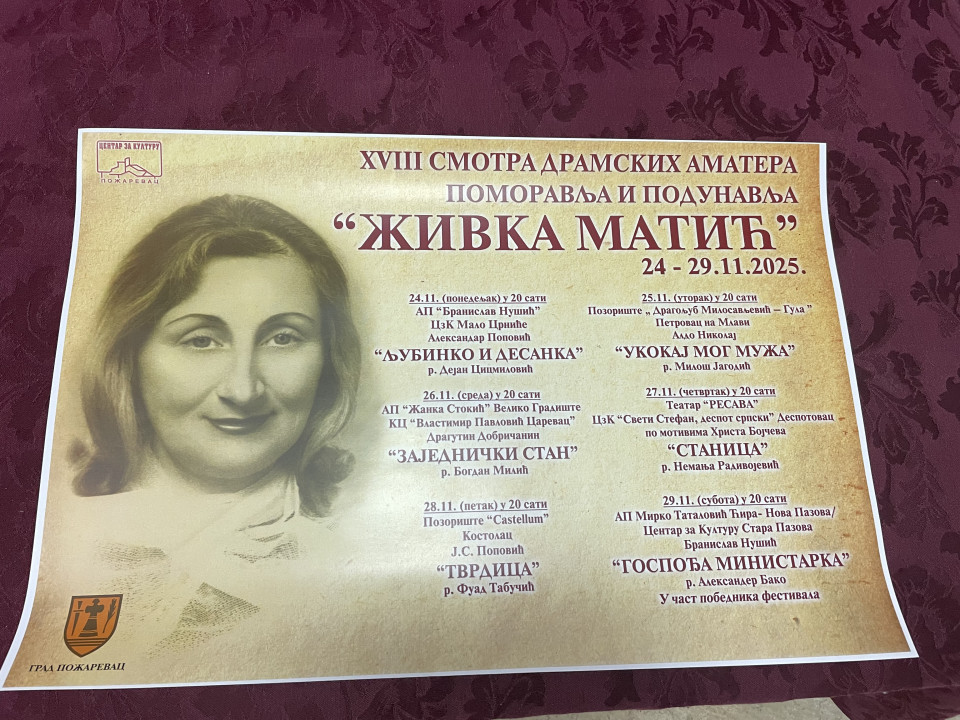 ЦЕНТАР ЗА КУЛТУРУ
ПОЖАРЕВАЦ
XVIII СМОТРА ДРАМСКИХ АМАТЕРА
ПОМОРАВЉА И ПОДУНАВЉА
“ЖИВКА МАТИЋ”
24 - 29.11.2025.
24.11. (понедељак) у 20 сати
АП “Бранислав Нушић”
ЦзК Мало Црниће
Александар Поповић
“ЉУБИНКО И ДЕСАНКА”
р. Дејан Цицмиловић
25.11. (уторак) у 20 сати
Позориште „ Драгољуб Милосављевић – Гула ”
Петровац на Млави
Алдо Николај
“УКОКАЈ МОГ МУЖА”
р. Милош Јагодић
26.11. (среда) у 20 сати
АП “Жанка Стокић” Велико Градиште
КЦ “Властимир Павловић Царевац”
Драгутин Добричанин
“ЗАЈЕДНИЧКИ СТАН”
р. Богдан Милић
27.11. (четвртак) у 20 сати
Театар “РЕСАВА”
ЦзК “Свети Стефан, деспот српски” Деспотовац
по мотивима Христа Бојчева
“СТАНИЦА”
р. Немања Радивојевић
28.11. (петак) у 20 сати
Позориште “Castellum”
Костолац
Ј.С. Поповић
“ТВРДИЦА”
р. Фуад Табучић
29.11. (субота) у 20 сати
АП Мирко Таталовић Ћира- Нова Пазова/
Центар за Културу Стара Пазова
Бранислав Нушић
“ГОСПОЂА МИНИСТАРКА”
р. Александер Бако
У част победника фестивала
ГРАД ПОЖАРЕВАЦ